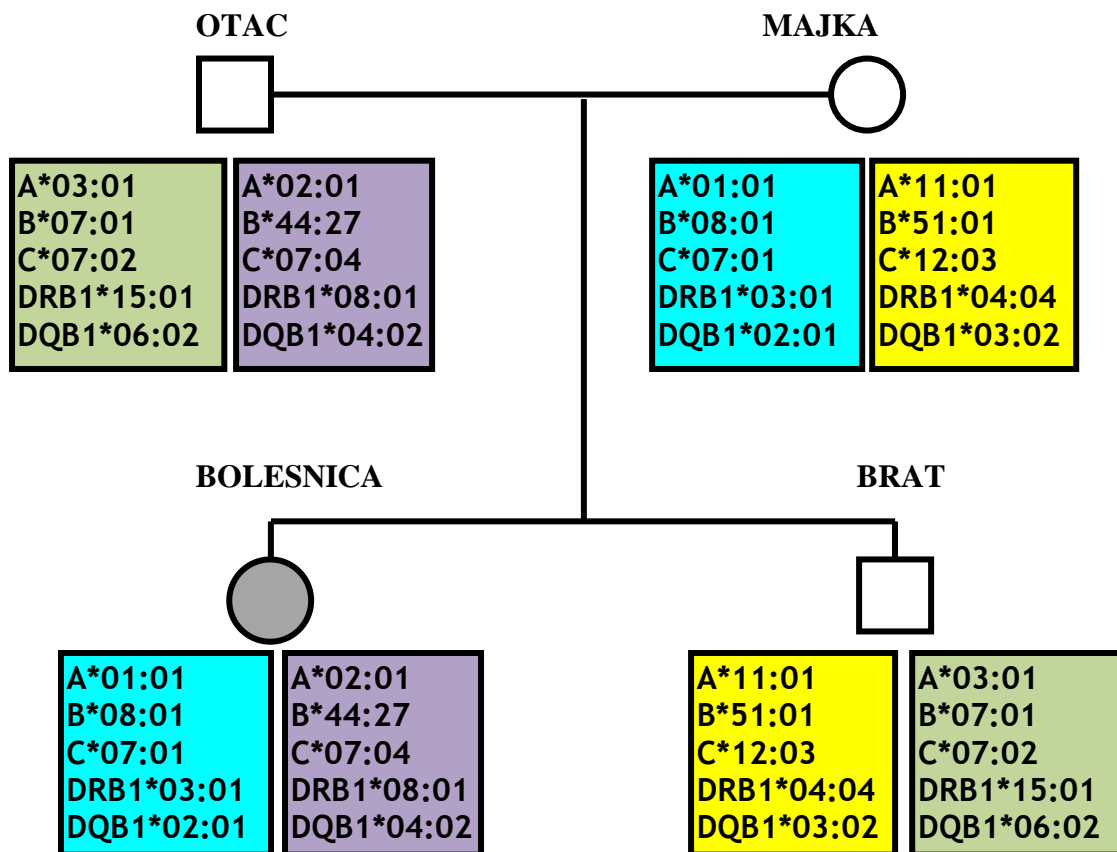 OTAC
MAJKA
A*03:01
B*07:01
C*07:02
DRB1*15:01
DQB1*06:02
A*02:01
B*44:27
C*07:04
DRB1*08:01
DQB1*04:02
A*01:01
B*08:01
C*07:01
DRB1*03:01
DQB1*02:01
A*11:01
B*51:01
C*12:03
DRB1*04:04
DQB1*03:02
BOLESNICA
BRAT
A*01:01
B*08:01
C*07:01
DRB1*03:01
DQB1*02:01
A*02:01
B*44:27
C*07:04
DRB1*08:01
DQB1*04:02
A*11:01
B*51:01
C*12:03
DRB1*04:04
DQB1*03:02
A*03:01
B*07:01
C*07:02
DRB1*15:01
DQB1*06:02